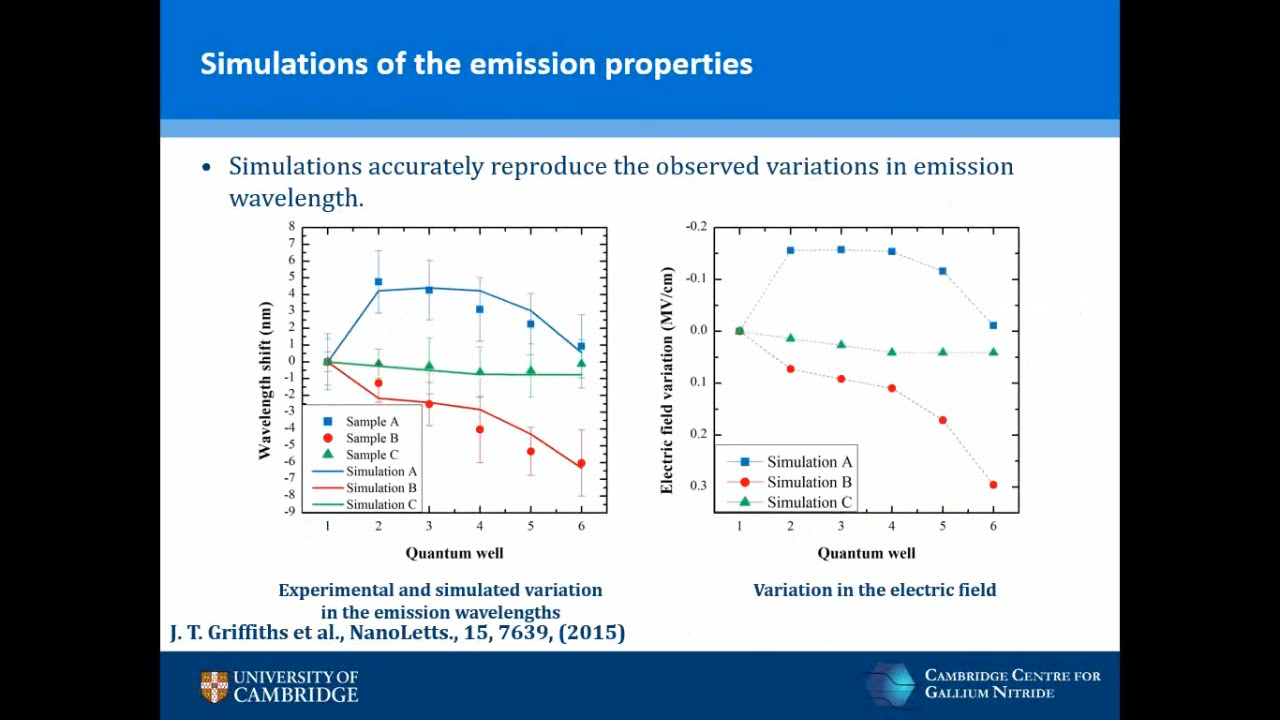 Simulations of the emission properties
• Simulations accurately reproduce the observed variations in emission
wavelength.
8
7
6
5
4
3
2
1
0
-1
-2
-3
-4
-5
-6
-7
-8
-9
Wavelength shift (nm)
Sample A
Sample B
Sample C
Simulation A
Simulation B
Simulation C
1 2 3 4 5 6
Quantum well
Experimental and simulated variation
in the emission wavelengths
-0.2
-0.1
0.0
0.1
0.2
0.3
Electric field variation (MV/cm)
Simulation A
Simulation B
Simulation C
1 2 3 4 5 6
Quantum well
Variation in the electric field
J. T. Griffiths et al., NanoLetts., 15, 7639, (2015)
UNIVERSITY OF
CAMBRIDGE
CAMBRIDGE CENTRE FOR
GALLIUM NITRIDE